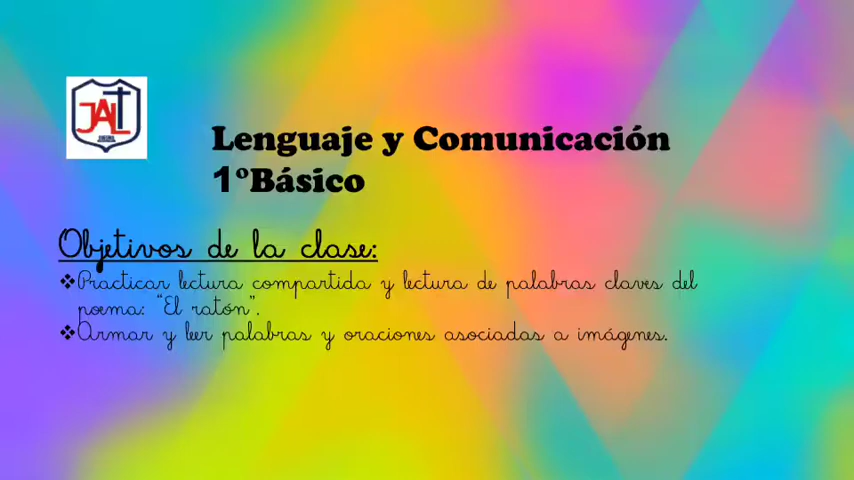 JALT
Lenguaje y Comunicación
1°Básico
Objetivos de la clase:
❖Practicar lectura compartida y lectura de palabras claves del
poema: “El ratón”.
❖Armar y leer palabras y oraciones asociadas a imágenes.